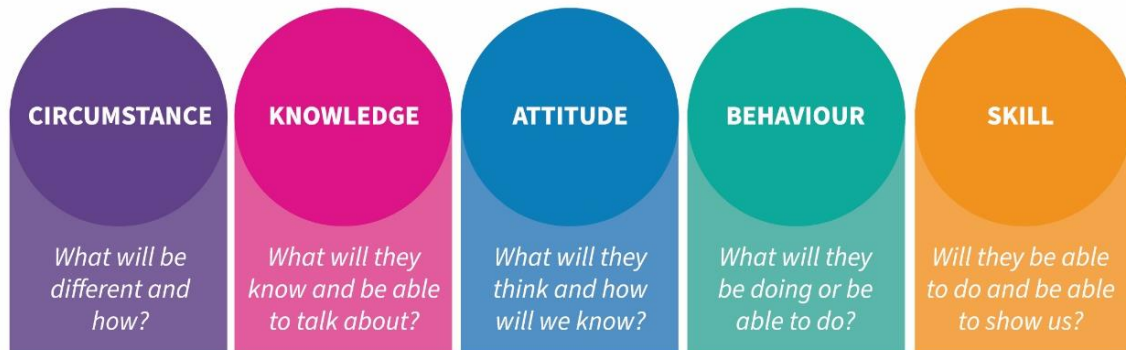 CIRCUMSTANCE
What will be
different and
how?
KNOWLEDGE
What will they
know and be able
to talk about?
ATTITUDE
What will they
think and how
will we know?
BEHAVIOUR
What will they
be doing or be
able to do?
SKILL
Will they be able
to do and be able
to show us?